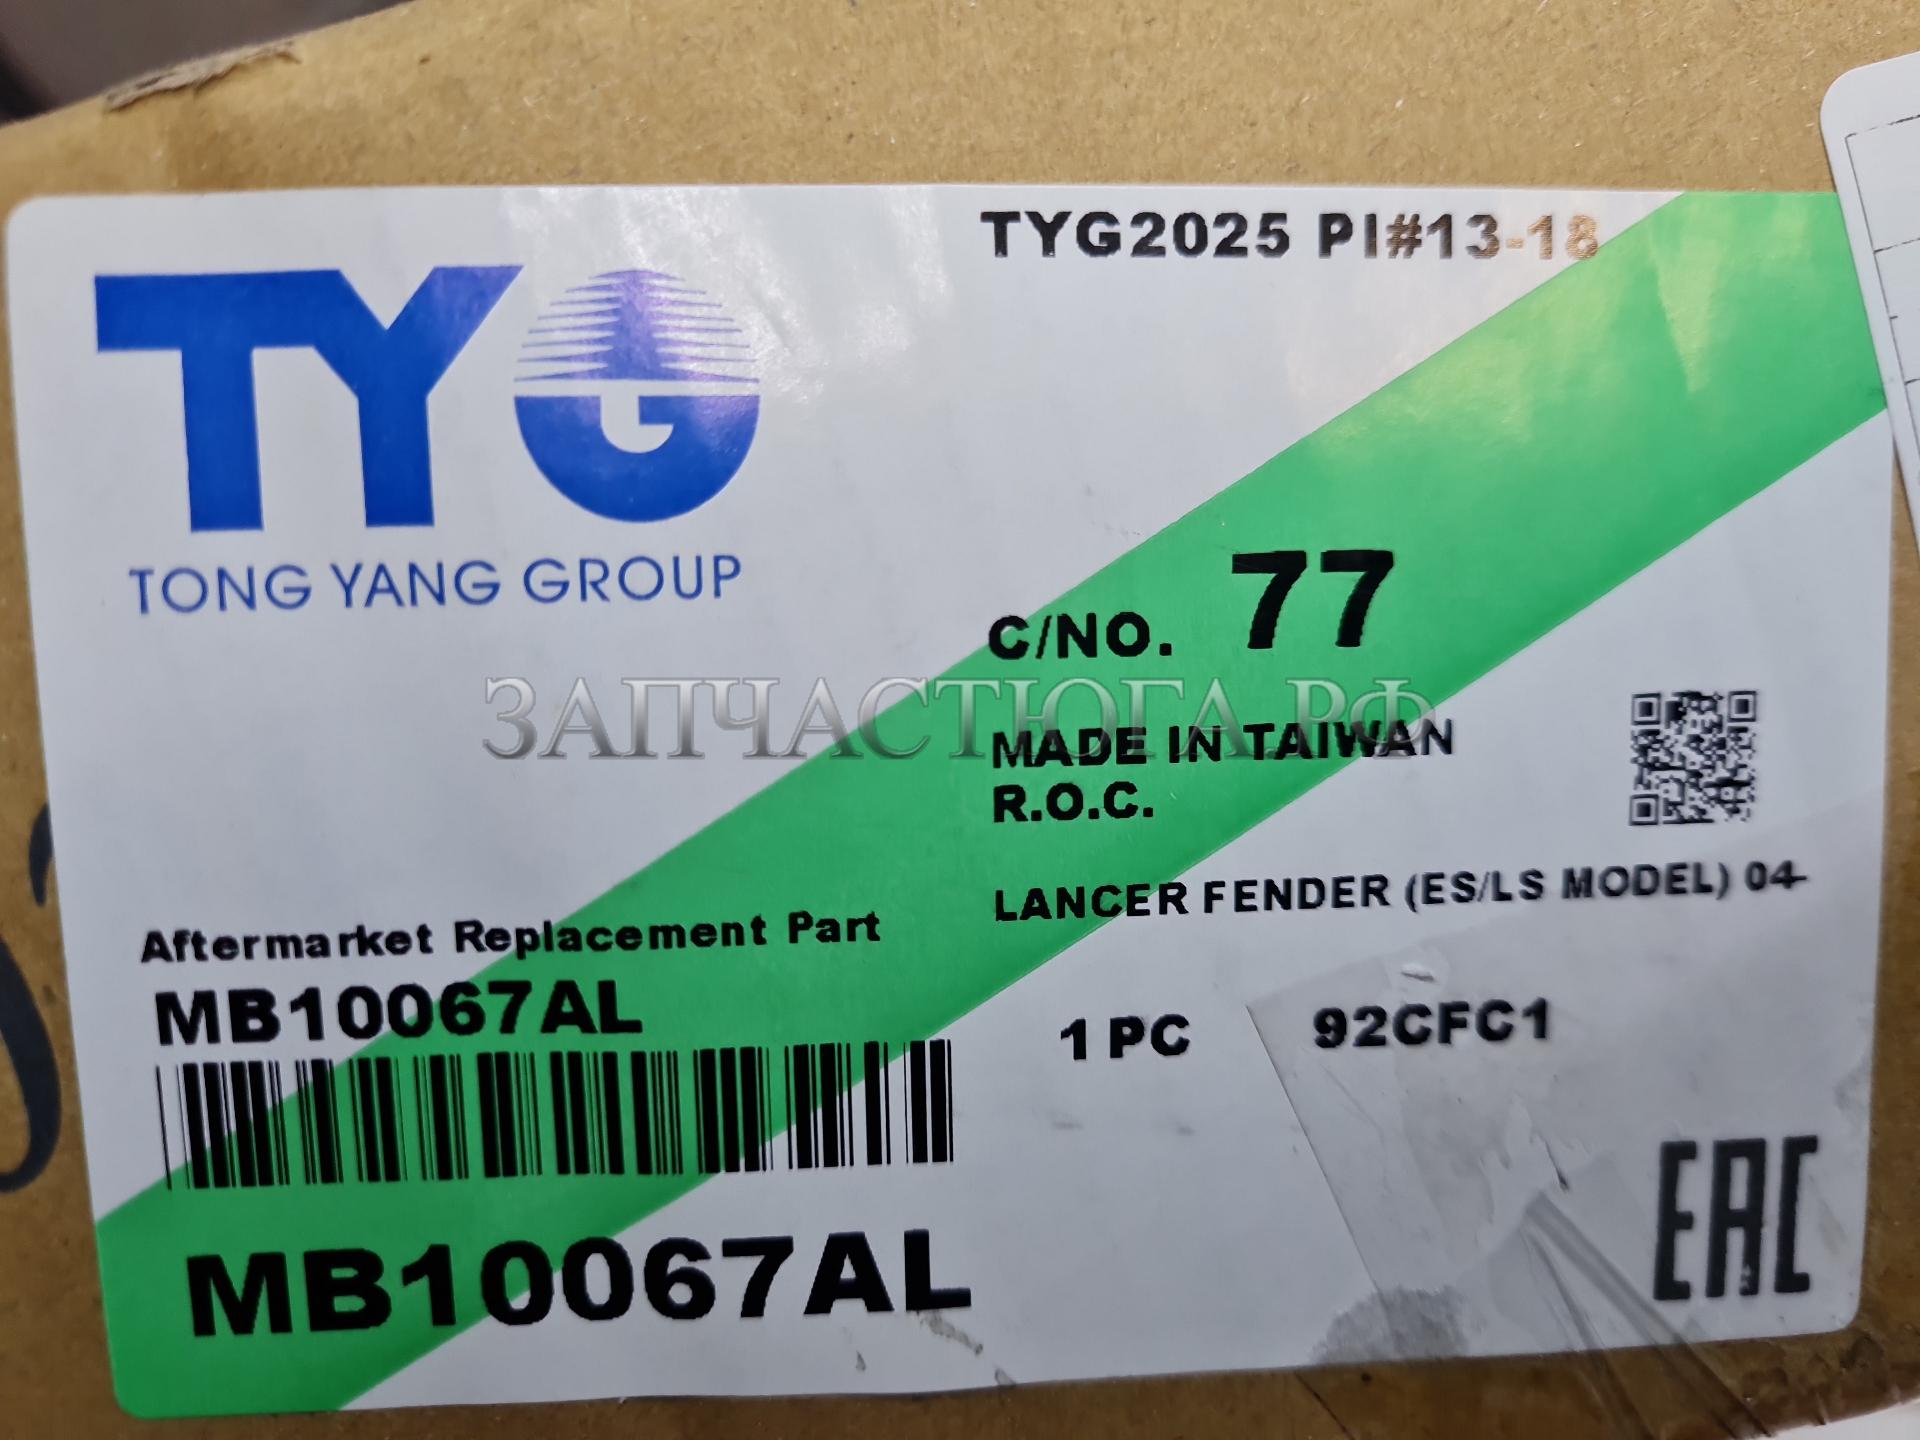 TYG2025 PI#13-18
TYG
TONG YANG GROUP
C/NO. 77
ЗАПЧАСТЮГА.РФ
MADE IN TAIWAN
R.O.C.
LANCER FENDER (ES/LS MODEL) 04-
Aftermarket Replacement Part
MB10067AL
1 PC 92CFC1
MB10067AL
EAC